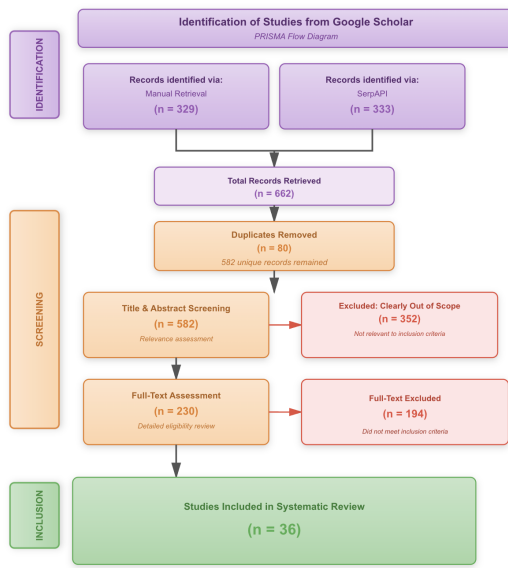 Identification of Studies from Google Scholar
PRISMA Flow Diagram
IDENTIFICATION
Records identified via:
Manual Retrieval
(n = 329)
Records identified via:
SerpAPI
(n = 333)
Total Records Retrieved
(n = 662)
SCREENING
Duplicates Removed
(n = 80)
582 unique records remained
Title & Abstract Screening
(n = 582)
Relevance assessment
Excluded: Clearly Out of Scope
(n = 352)
Not relevant to inclusion criteria
Full-Text Assessment
(n = 230)
Detailed eligibility review
Full-Text Excluded
(n = 194)
Did not meet inclusion criteria
INCLUSION
Studies Included in Systematic Review
(n = 36)